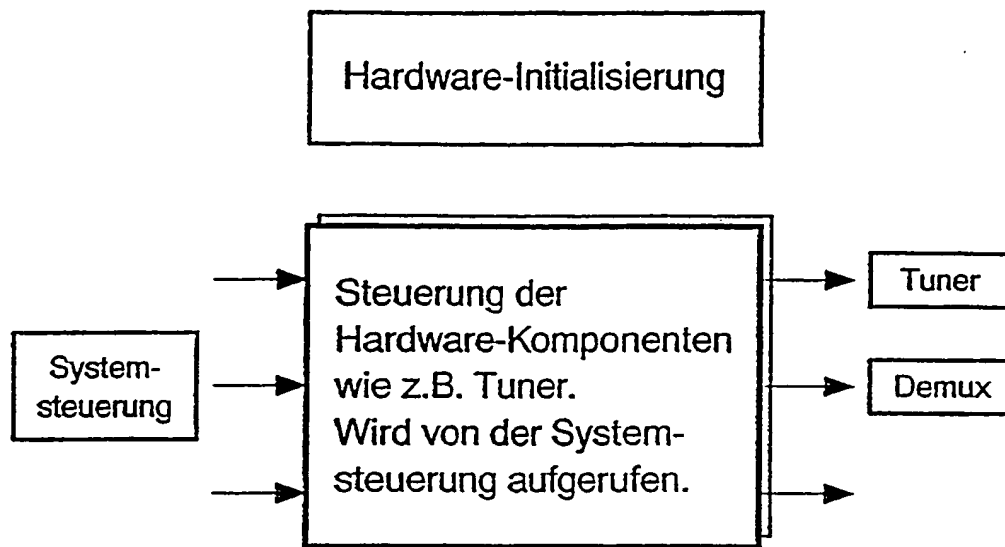 Hardware-Initialisierung
System-
steuerung
Steuerung der
Hardware-Komponenten
wie z.B. Tuner.
Wird von der System-
steuerung aufgerufen.
Tuner
Demux